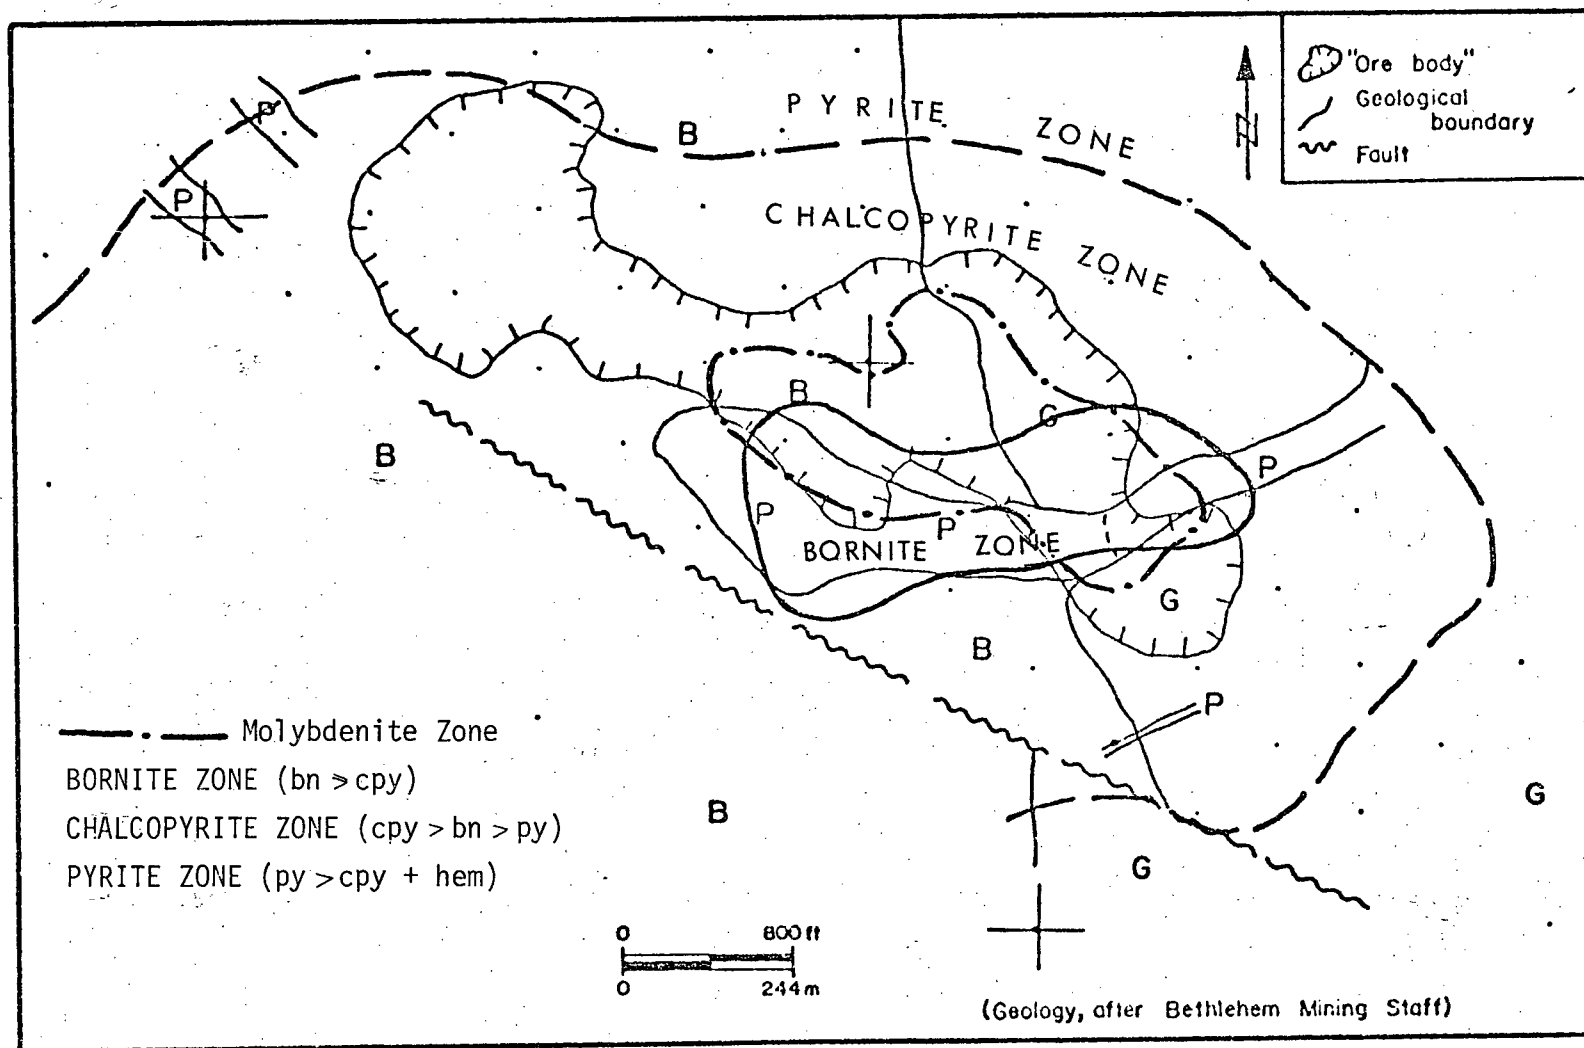 "Ore body"
Geological
boundary
Fault
N
PYRITE ZONE
CHALCOPYRITE ZONE
P
P
B
B
G
B
P
P
P
BORNITE ZONE
G
B
P
B
G
G
Molybdenite Zone
BORNITE ZONE (bn ⩾ cpy)
CHALCOPYRITE ZONE (cpy > bn > py)
PYRITE ZONE (py > cpy + hem)
0 800 ft
0 244 m
(Geology, after Bethlehem Mining Staff)